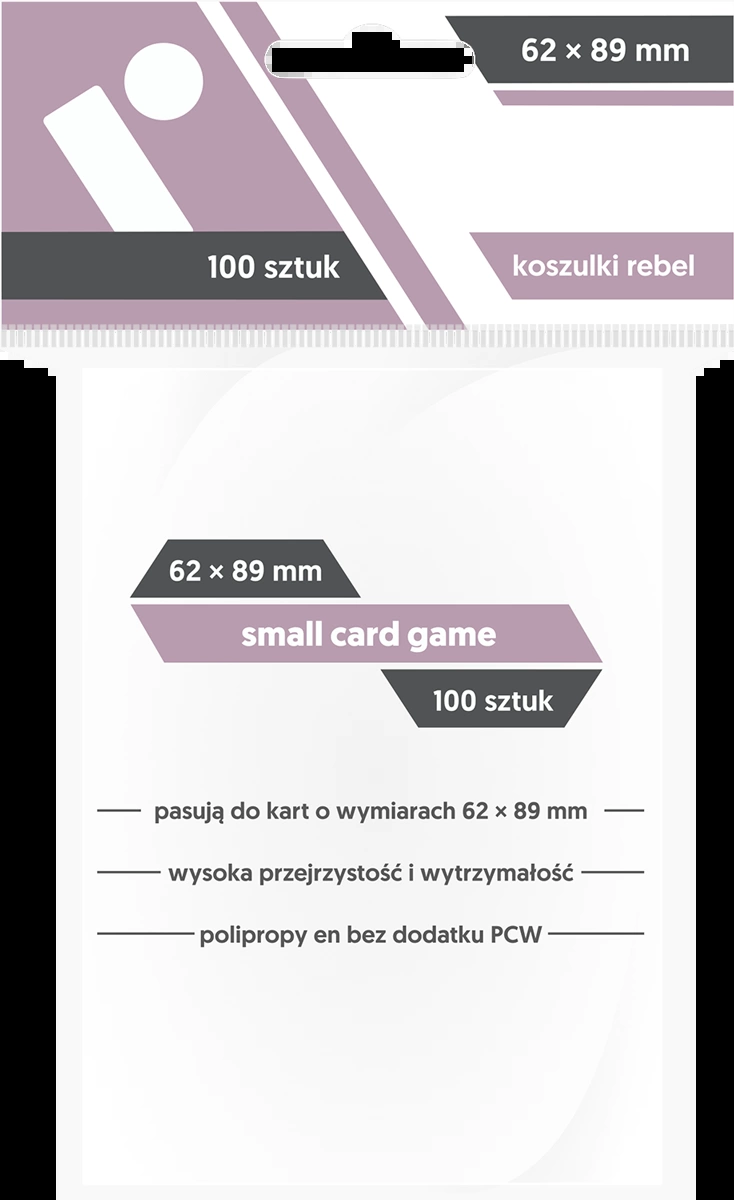 62 × 89 mm
100 sztuk
koszulki rebel
62 × 89 mm
small card game
100 sztuk
pasują do kart o wymiarach 62 × 89 mm
wysoka przejrzystość i wytrzymałość
polipropy en bez dodatku PCW